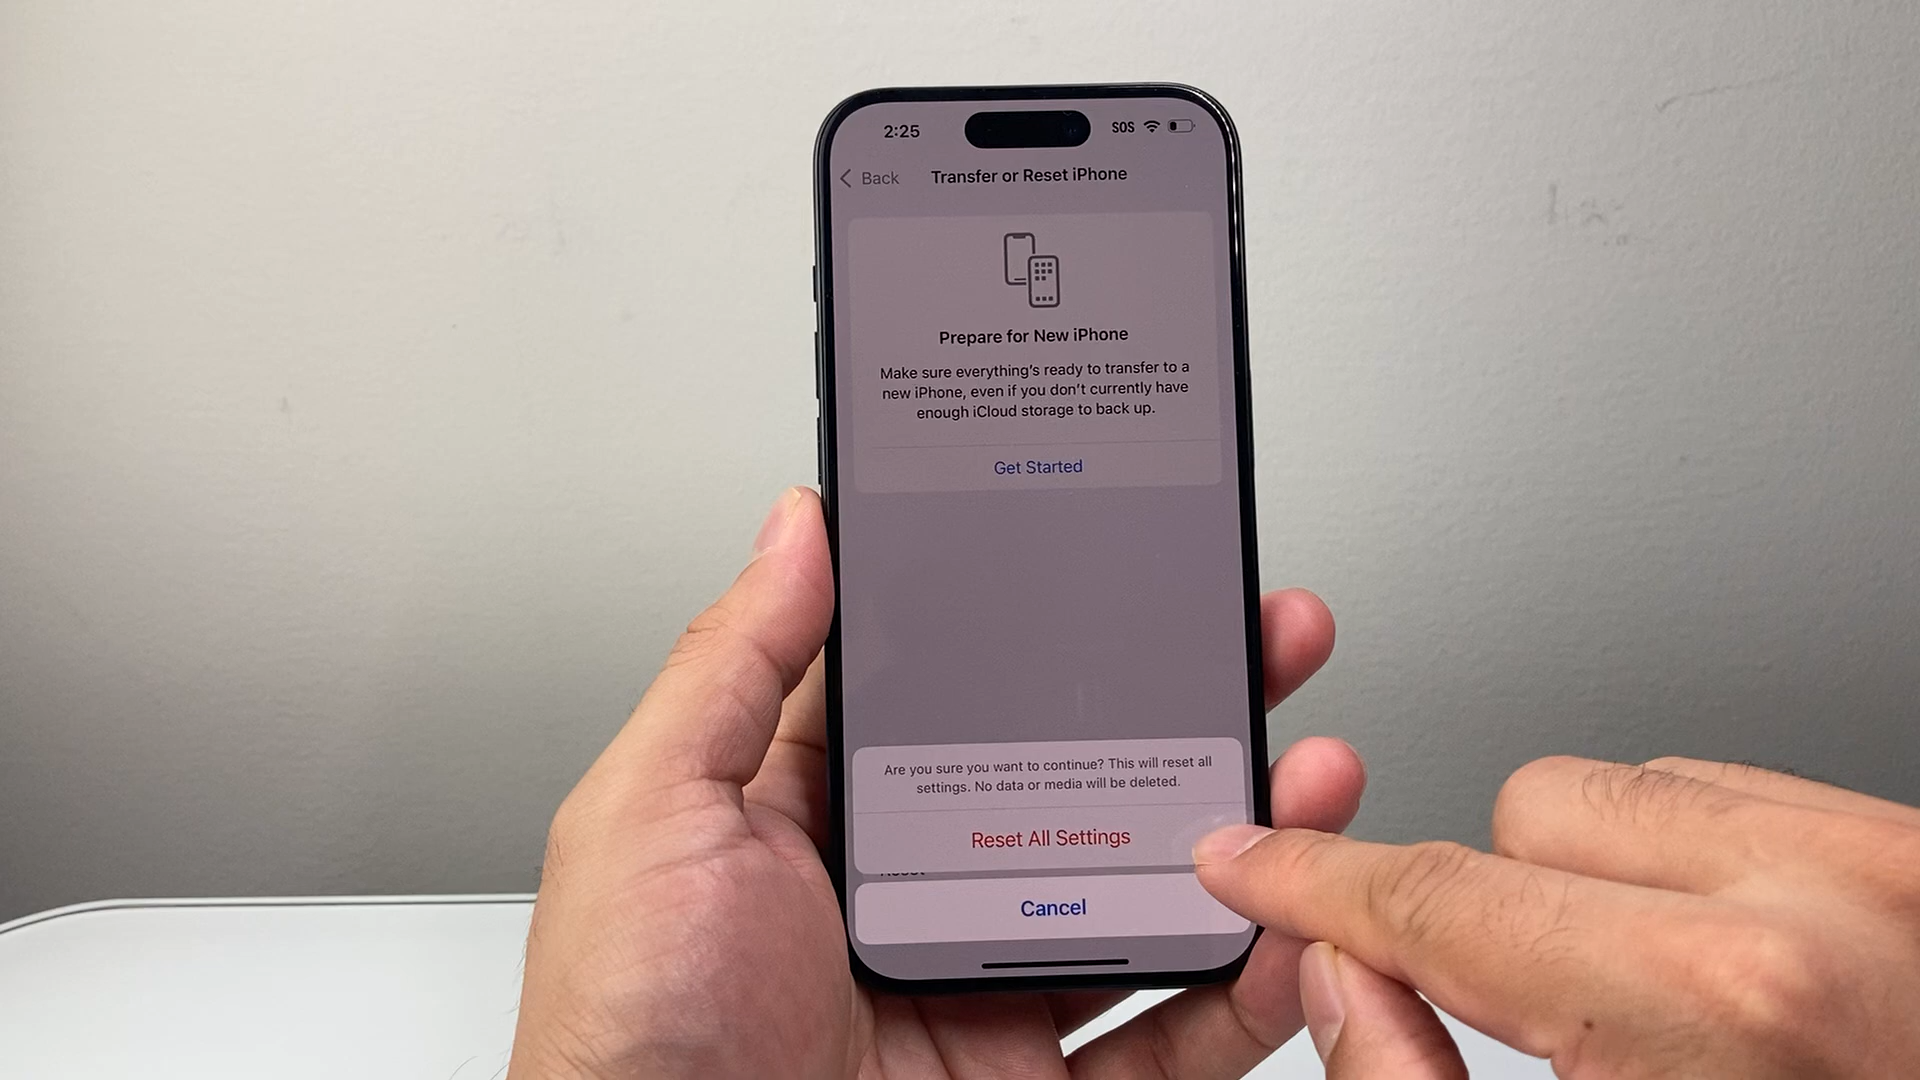 2:25
SOS
Back
Transfer or Reset iPhone
Prepare for New iPhone
Make sure everything's ready to transfer to a
new iPhone, even if you don't currently have
enough iCloud storage to back up.
Get Started
Are you sure you want to continue? This will reset all
settings. No data or media will be deleted.
Reset All Settings
Reset
Cancel